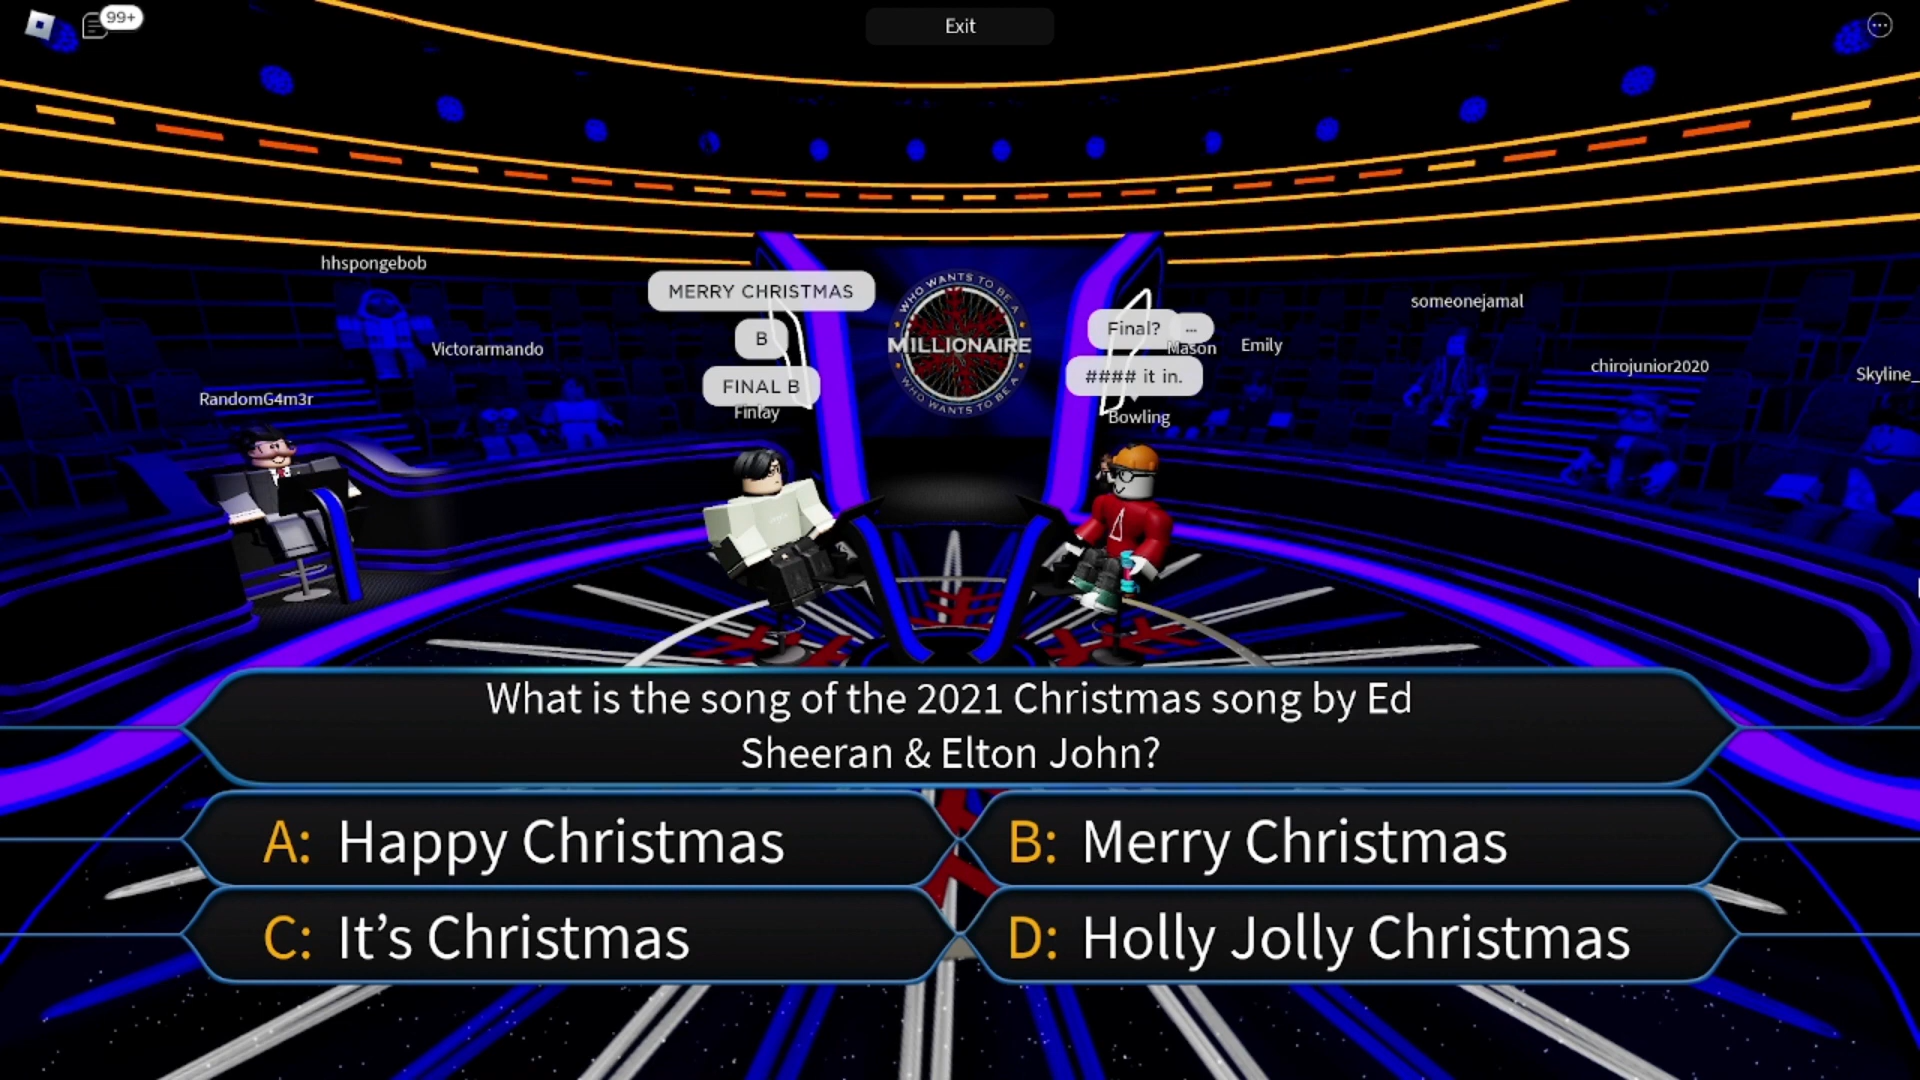 99+
Exit
hhspongebob
MERRY CHRISTMAS
WHO WANTS TO BE A
someonejamal
B
Final?
...
MILLIONAIRE
Mason
Emily
Victorarmando
chirojunior2020
Skyline_
FINAL B
#### it in.
WHO WANTS TO BE A
RandomG4m3r
Finlay
Bowling
What is the song of the 2021 Christmas song by Ed
Sheeran & Elton John?
A: Happy Christmas
B: Merry Christmas
C: It’s Christmas
D: Holly Jolly Christmas